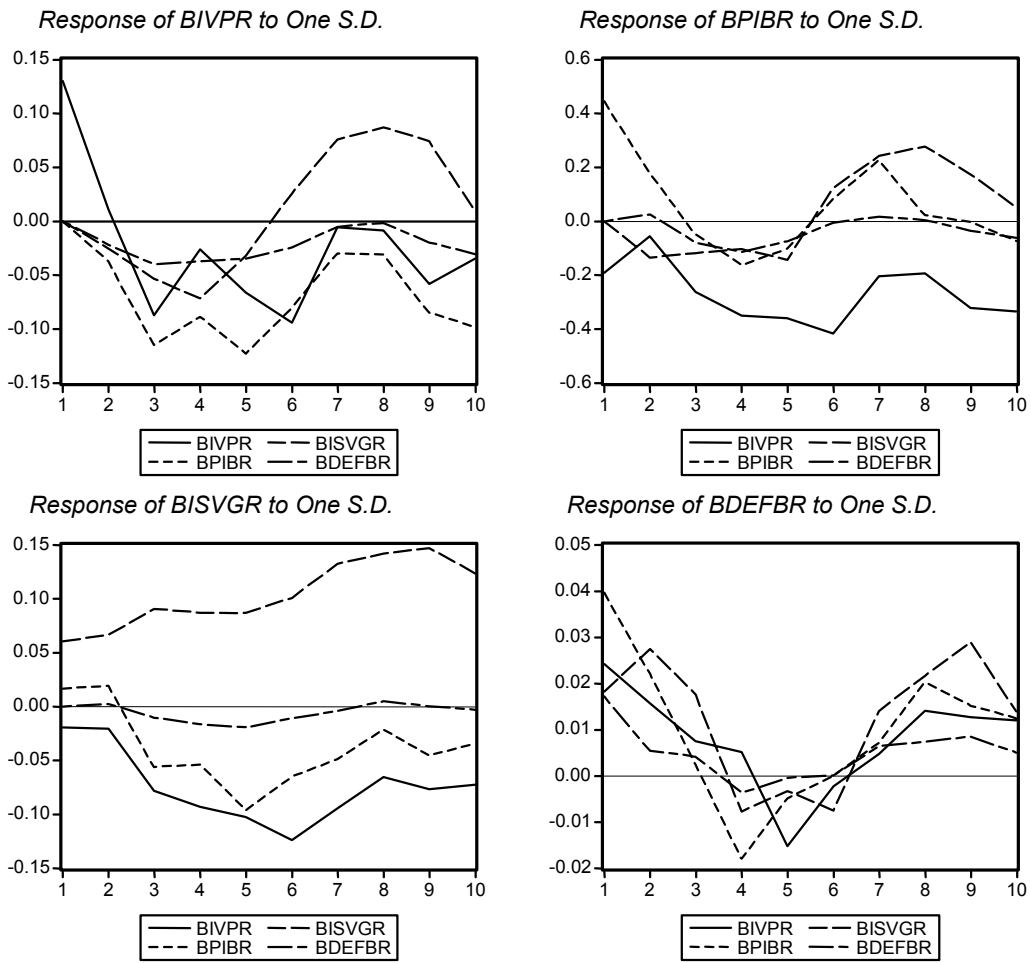 Response of BIVPR to One S.D.
0.15
0.10
0.05
0.00
-0.05
-0.10
-0.15
1 2 3 4 5 6 7 8 9 10
BIVPR BISVGR
BPIBR BDEFBR
Response of BPIBR to One S.D.
0.6
0.4
0.2
0.0
-0.2
-0.4
-0.6
1 2 3 4 5 6 7 8 9 10
BIVPR BISVGR
BPIBR BDEFBR
Response of BISVGR to One S.D.
0.15
0.10
0.05
0.00
-0.05
-0.10
-0.15
1 2 3 4 5 6 7 8 9 10
BIVPR BISVGR
BPIBR BDEFBR
Response of BDEFBR to One S.D.
0.05
0.04
0.03
0.02
0.01
0.00
-0.01
-0.02
1 2 3 4 5 6 7 8 9 10
BIVPR BISVGR
BPIBR BDEFBR